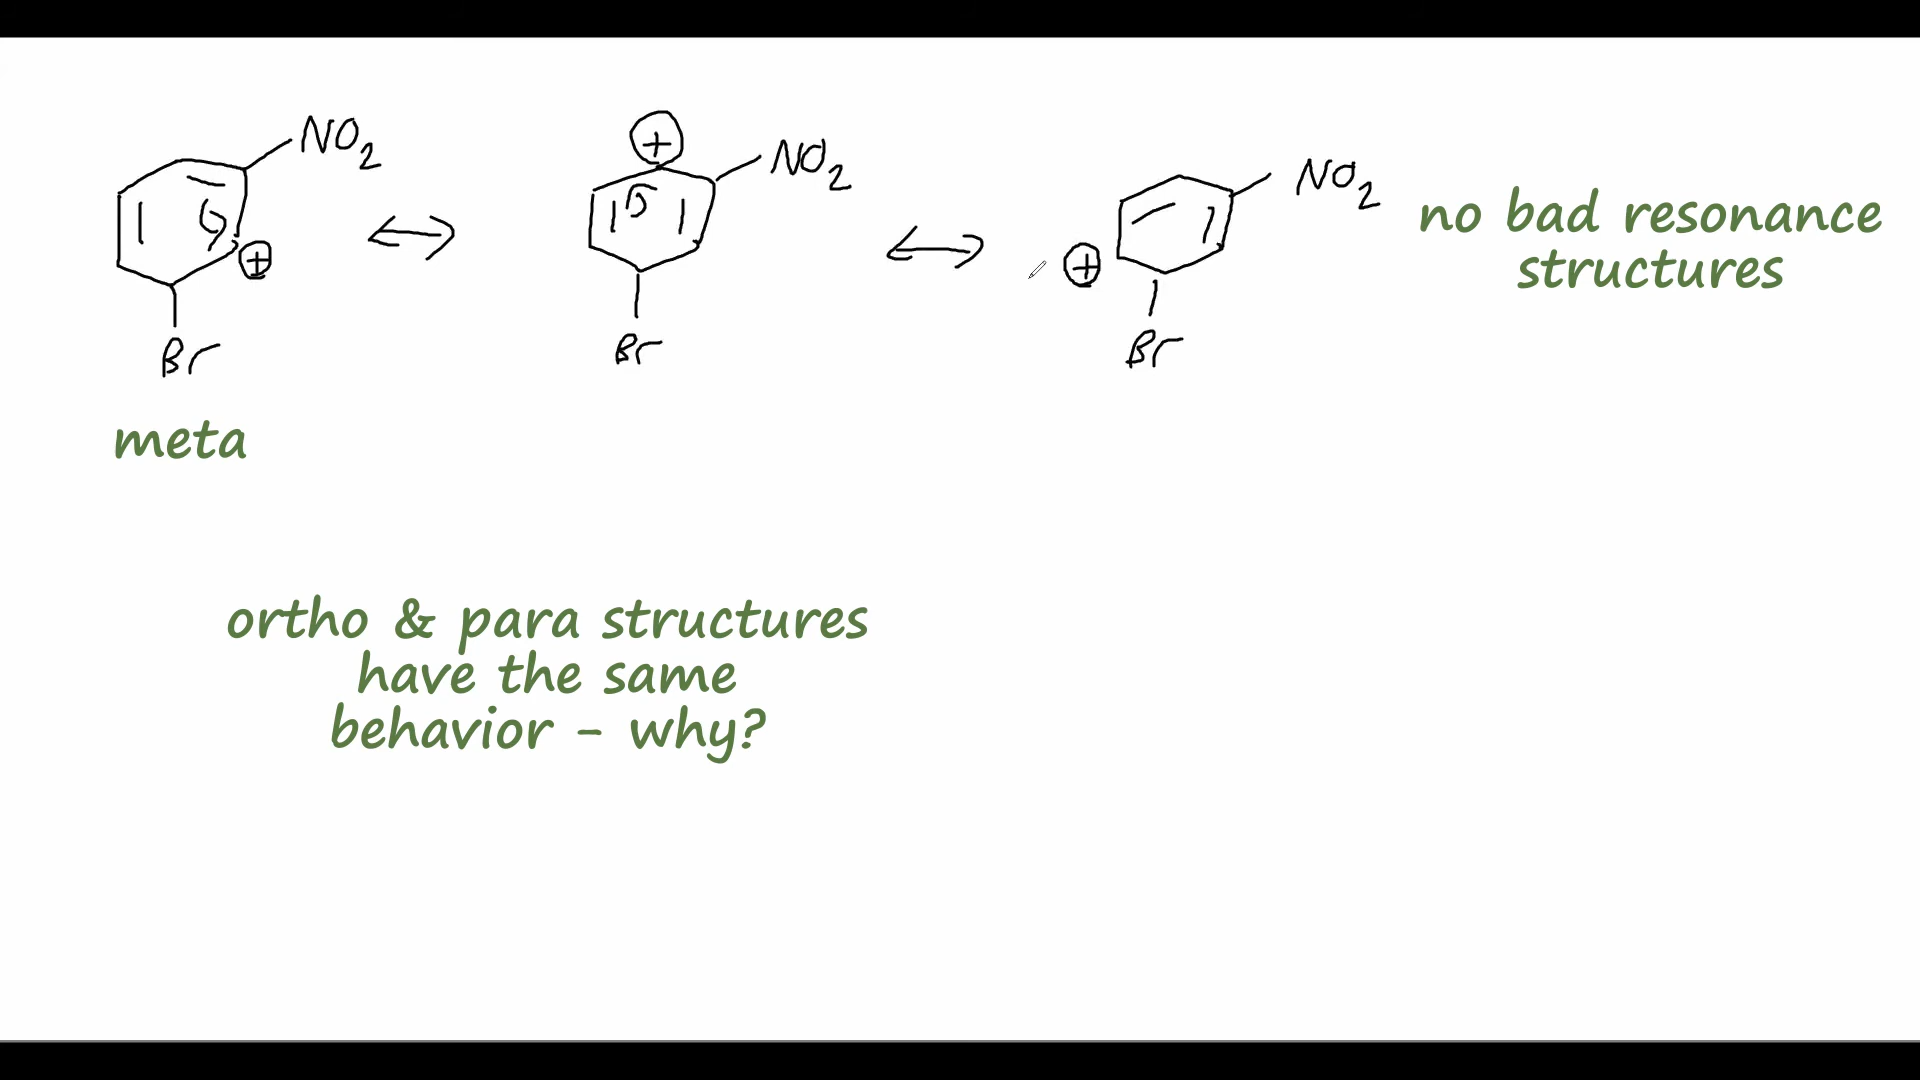 NO2
NO2
NO2
⊕
⊕
⊕
Br
Br
Br
no bad resonance
structures
meta
ortho & para structures
have the same
behavior – why?